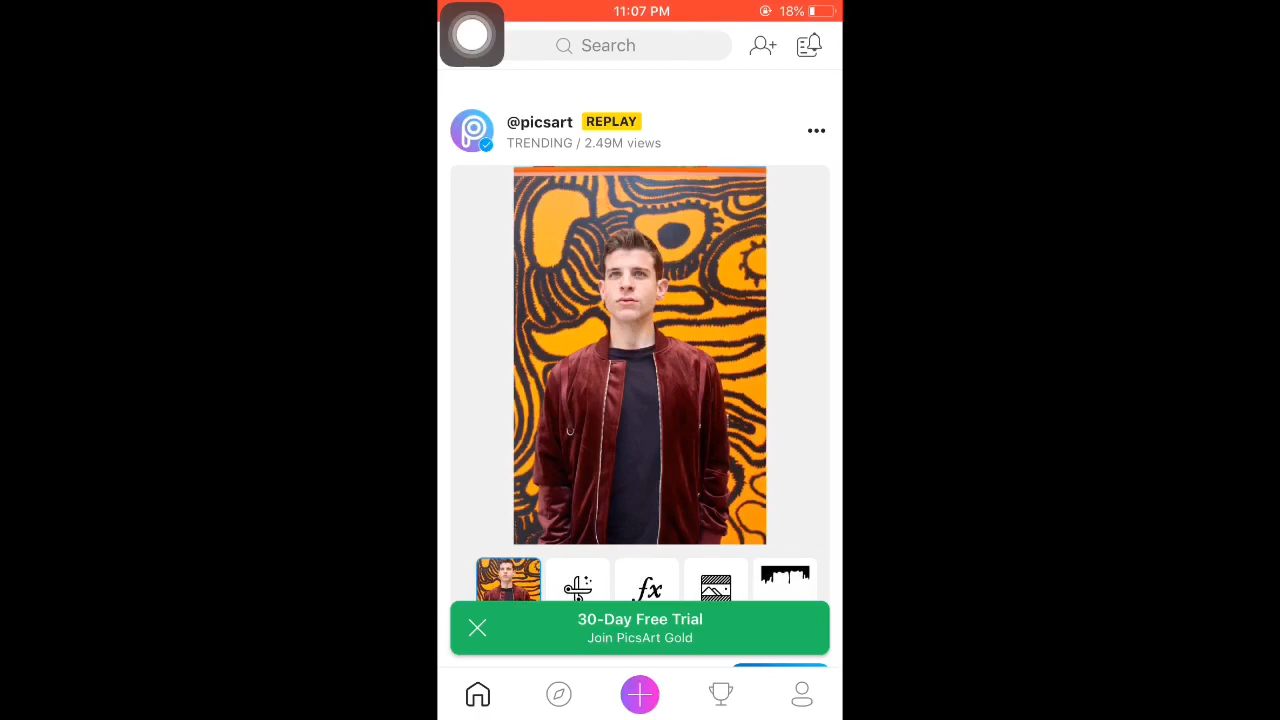 11:07 PM 18%
Search
@picsart REPLAY
TRENDING / 2.49M views
fx
30-Day Free Trial
Join PicsArt Gold